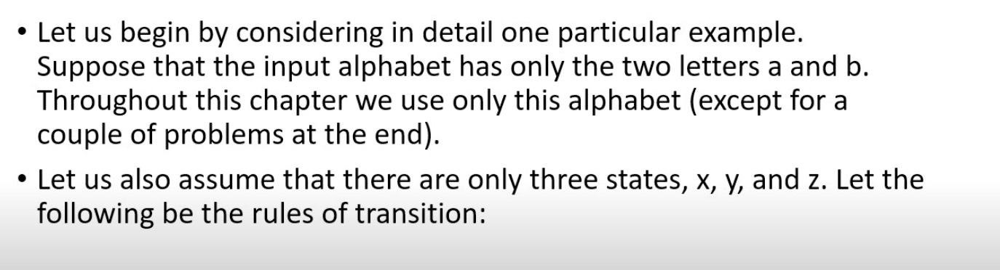 • Let us begin by considering in detail one particular example.
Suppose that the input alphabet has only the two letters a and b.
Throughout this chapter we use only this alphabet (except for a
couple of problems at the end).
• Let us also assume that there are only three states, x, y, and z. Let the
following be the rules of transition: